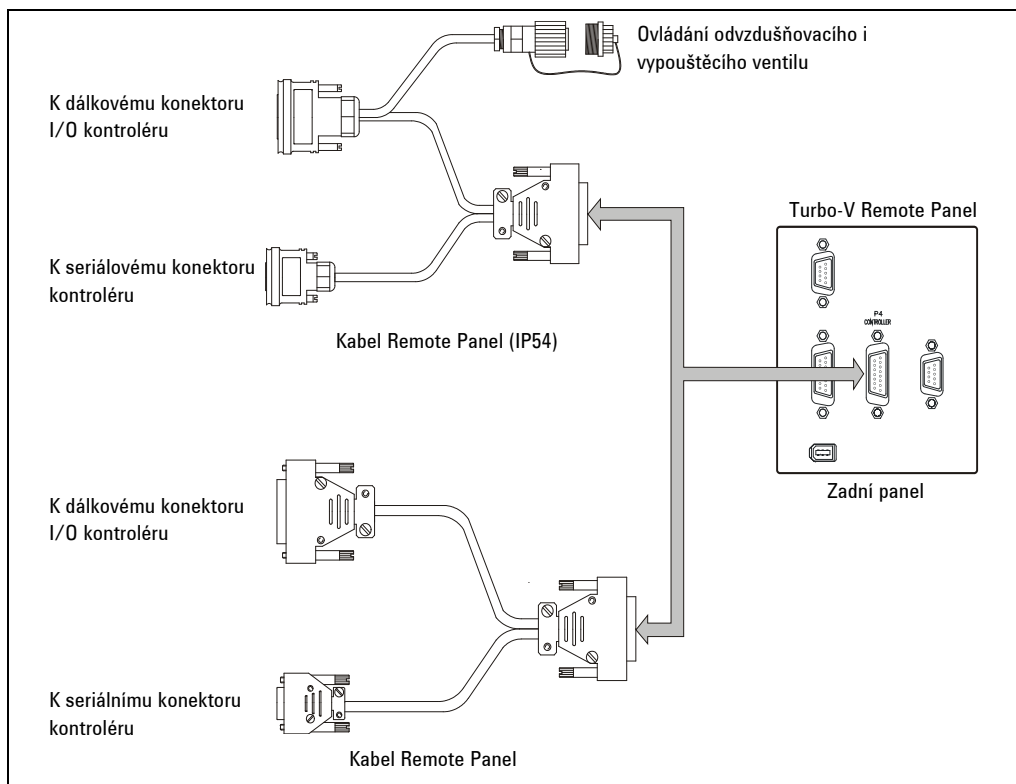 Ovládání odvzdušňovacího i
vypouštěcího ventilu
K dálkovému konektoru
I/O kontroléru
Turbo-V Remote Panel
K seriálovému konektoru
kontroléru
P4
CONTROLLER
Kabel Remote Panel (IP54)
Zadní panel
K dálkovému konektoru
I/O kontroléru
K seriálnímu konektoru
kontroléru
Kabel Remote Panel